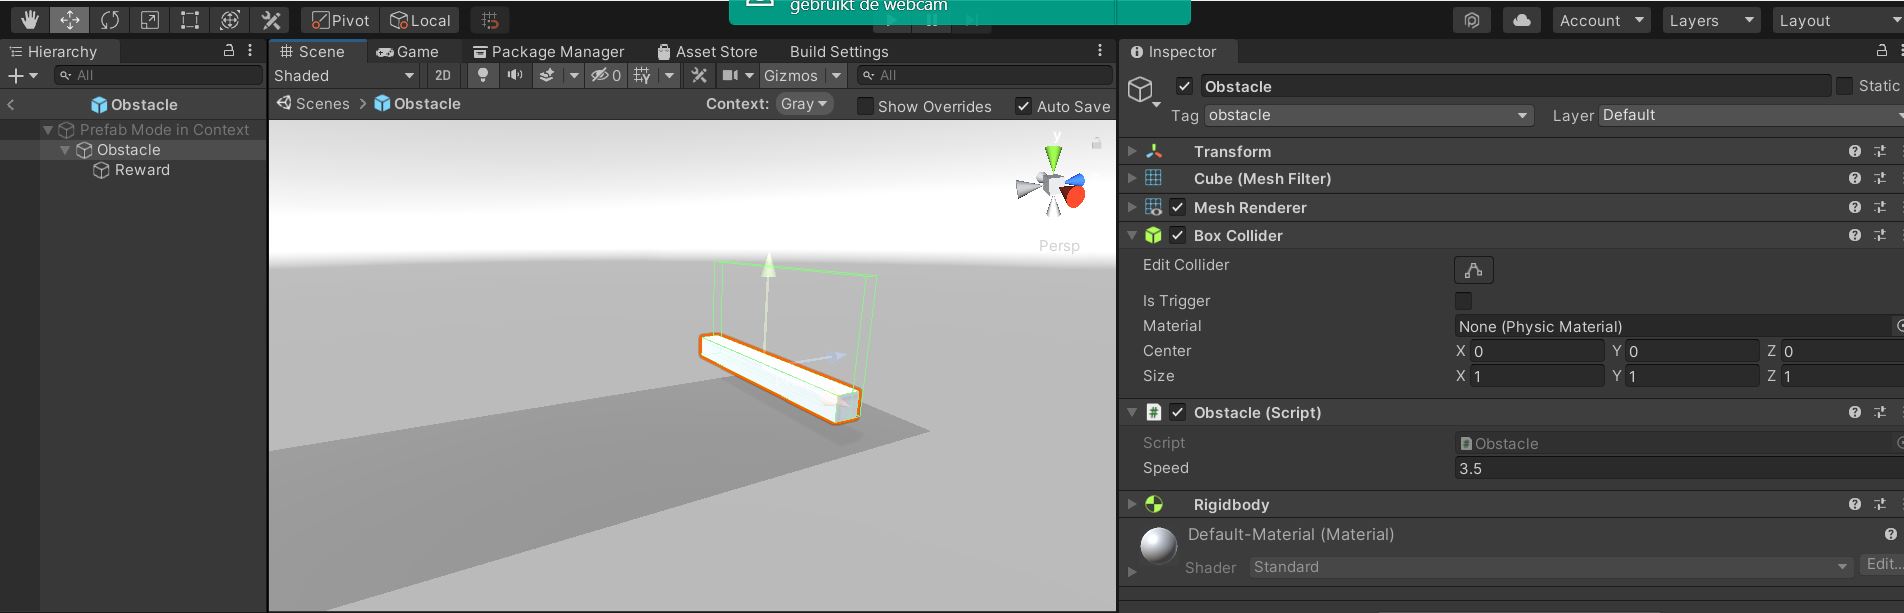 gebruikt de webcam
Pivot Local Account Layers Layout
Hierarchy Scene Game Package Manager Asset Store Build Settings Inspector
All Shaded 2D 0 Gizmos All
Obstacle Scenes Obstacle Context: Gray Show Overrides Auto Save Obstacle Static
Tag obstacle Layer Default
Prefab Mode in Context
Obstacle
Reward
y
Persp
Transform
Cube (Mesh Filter)
Mesh Renderer
Box Collider
Edit Collider
Is Trigger
Material None (Physic Material)
Center X 0 Y 0 Z 0
Size X 1 Y 1 Z 1
# Obstacle (Script)
Script Obstacle
Speed 3.5
Rigidbody
Default-Material (Material)
Shader Standard Edit...